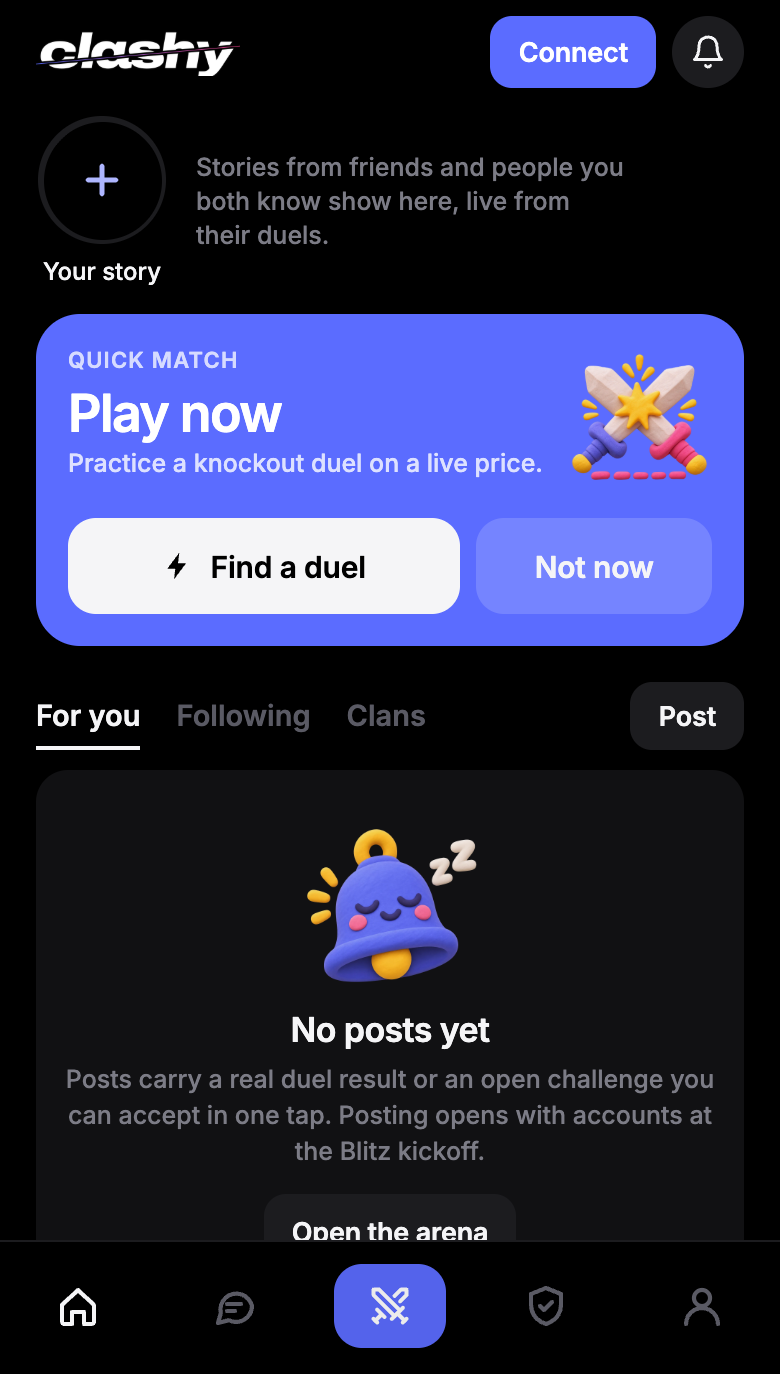 clashy
Connect
Stories from friends and people you
both know show here, live from
their duels.
Your story
QUICK MATCH
Play now
Practice a knockout duel on a live price.
Find a duel
Not now
For you
Following
Clans
Post
zz
No posts yet
Posts carry a real duel result or an open challenge you
can accept in one tap. Posting opens with accounts at
the Blitz kickoff.
Open the arena